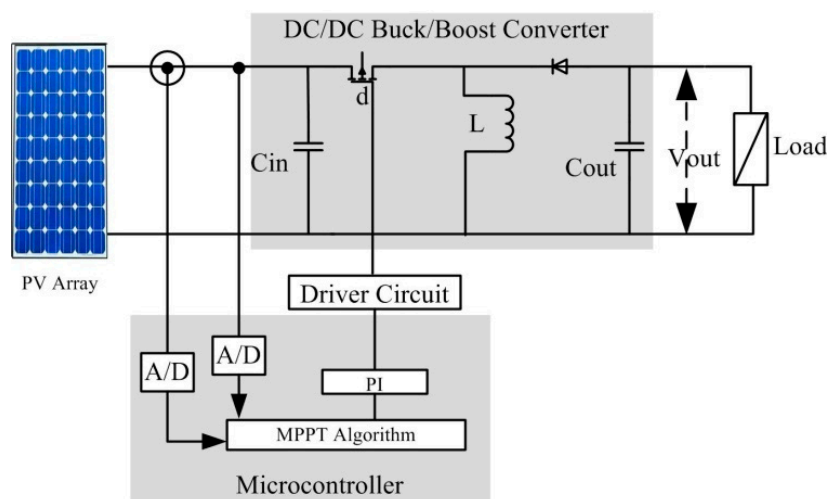 DC/DC Buck/Boost Converter
d
L
Cin
Cout
Vout
Load
PV Array
Driver Circuit
A/D
A/D
PI
MPPT Algorithm
Microcontroller